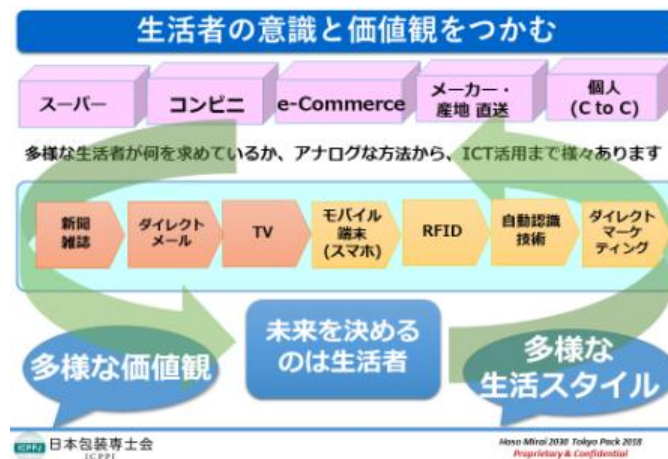 生活者の意識と価値観をつかむ
スーパー
コンビニ
e-Commerce
メーカー・
産地 直送
個人
(C to C)
多様な生活者が何を求めているか、アナログな方法から、ICT活用まで様々あります
新聞
雑誌
ダイレクト
メール
TV
モバイル
端末
(スマホ)
RFID
自動認識
技術
ダイレクト
マーケ
ティング
多様な価値観
未来を決める
のは生活者
多様な
生活スタイル
ICPPJ
日本包装専士会
ICPPJ
Hoso Mirai 2030 Tokyo Pack 2018
Proprietary & Confidential